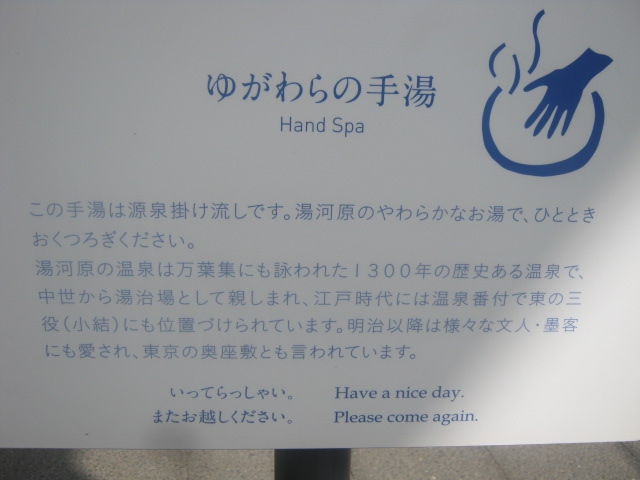 ゆがわらの手湯
Hand Spa
この手湯は源泉掛け流しです。湯河原のやわらかなお湯で、ひととき
おくつろぎください。
湯河原の温泉は万葉集にも詠われた1300年の歴史ある温泉で、
中世から湯治場として親しまれ、江戸時代には温泉番付で東の三
役(小結)にも位置づけられています。明治以降は様々な文人・墨客
にも愛され、東京の奥座敷とも言われています。
いってらっしゃい。 Have a nice day.
またお越しください。 Please come again.